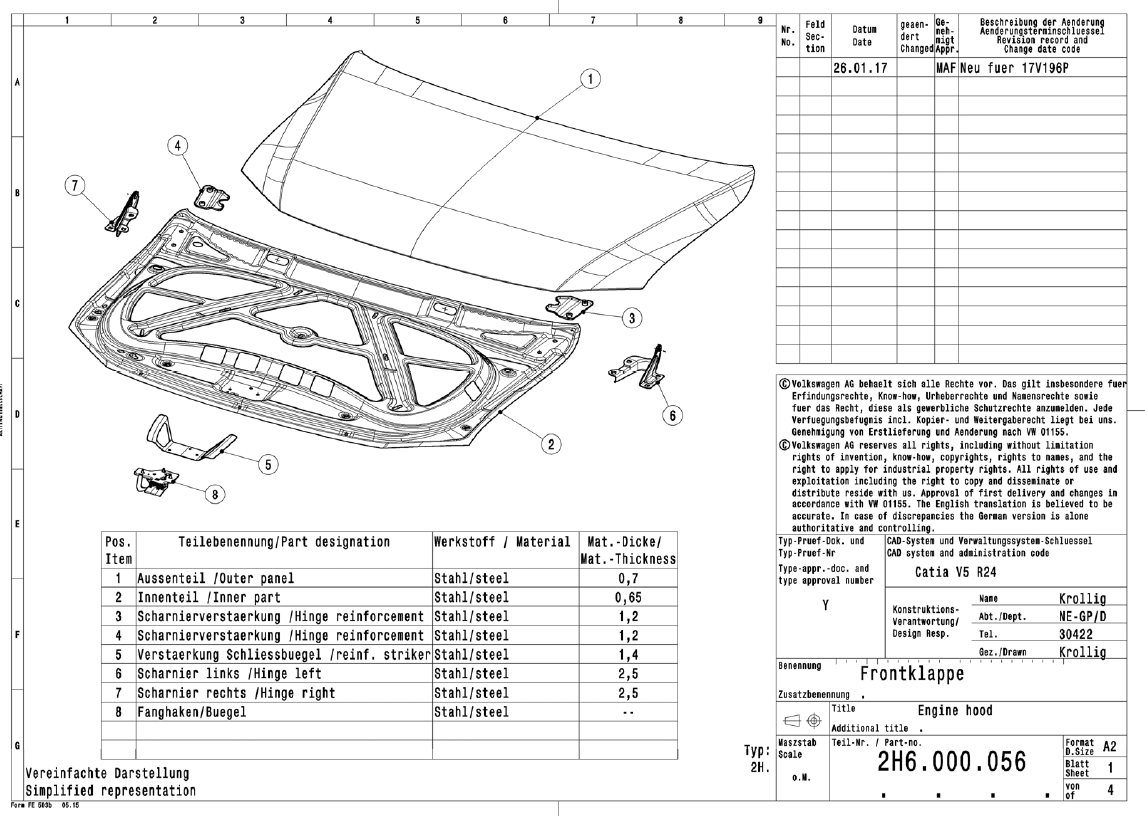 1 2 3 4 5 6 7 8 9
A
B
C
D
E
F
G
1
4
7
3
6
2
5
8
Pos. Item Teilebenennung/Part designation Werkstoff / Material Mat.-Dicke/ Mat.-Thickness
1 Aussenteil /Outer panel Stahl/steel 0,7
2 Innenteil /Inner part Stahl/steel 0,65
3 Scharnierverstaerkung /Hinge reinforcement Stahl/steel 1,2
4 Scharnierverstaerkung /Hinge reinforcement Stahl/steel 1,2
5 Verstaerkung Schliessbuegel /reinf. striker Stahl/steel 1,4
6 Scharnier links /Hinge left Stahl/steel 2,5
7 Scharnier rechts /Hinge right Stahl/steel 2,5
8 Fanghaken/Buegel Stahl/steel --
Vereinfachte Darstellung
Simplified representation
Form FE 503b 05.15
Typ:
2H.
Nr. No.
Feld Sec- tion
Datum Date
geaen- dert Changed
Ge- neh- migt Appr.
Beschreibung der Aenderung
Aenderungsterminschluessel
Revision record and
Change date code
26.01.17 MAF Neu fuer 17V196P
© Volkswagen AG behaelt sich alle Rechte vor. Das gilt insbesondere fuer
Erfindungsrechte, Know-how, Urheberrechte und Namensrechte sowie
fuer das Recht, diese als gewerbliche Schutzrechte anzumelden. Jede
Verfuegungsbefugnis incl. Kopier- und Weitergaberecht liegt bei uns.
Genehmigung von Erstlieferung und Aenderung nach VW 01155.
© Volkswagen AG reserves all rights, including without limitation
rights of invention, know-how, copyrights, rights to names, and the
right to apply for industrial property rights. All rights of use and
exploitation including the right to copy and disseminate or
distribute reside with us. Approval of first delivery and changes in
accordance with VW 01155. The English translation is believed to be
accurate. In case of discrepancies the German version is alone
authoritative and controlling.
Typ-Pruef-Dok. und
Typ-Pruef-Nr
Type-appr.-doc. and
type approval number
Y
CAD-System und Verwaltungssystem-Schluessel
CAD system and administration code
Catia V5 R24
Konstruktions-
Verantwortung/
Design Resp.
Name Krollig
Abt./Dept. NE-GP/D
Tel. 30422
Gez./Drawn Krollig
Benennung
Frontklappe
Zusatzbenennung .
Title Engine hood
Additional title .
Maszstab
Scale
o.M.
Teil-Nr. / Part-no.
2H6.000.056
. . . .
Format
D.Size A2
Blatt
Sheet 1
von
of 4